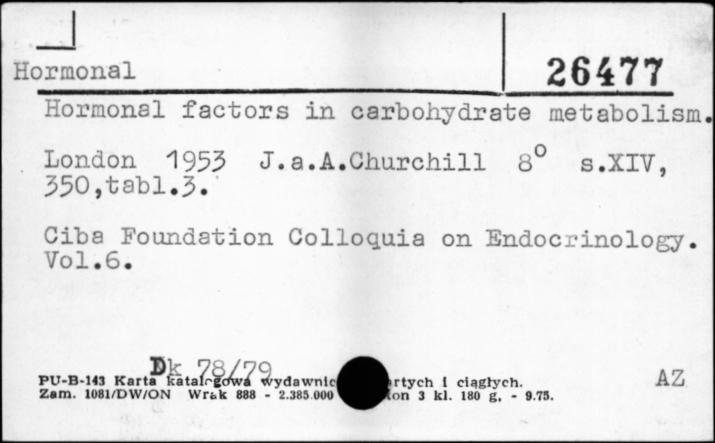 Hormonal
26477
Hormonal factors in carbohydrate metabolism.
London 1953 J.a.A.Churchill 8° s.XIV,
350,tabl.3.
Ciba Foundation Colloquia on Endocrinology.
Vol.6.
Dk 78/79
AZ
PU-B-143 Karta katalogowa wydawnic rtych i ciągłych.
Zam. 1081/DW/ON Wrak 888 - 2.385.000 on 3 kl. 180 g. - 9.75.